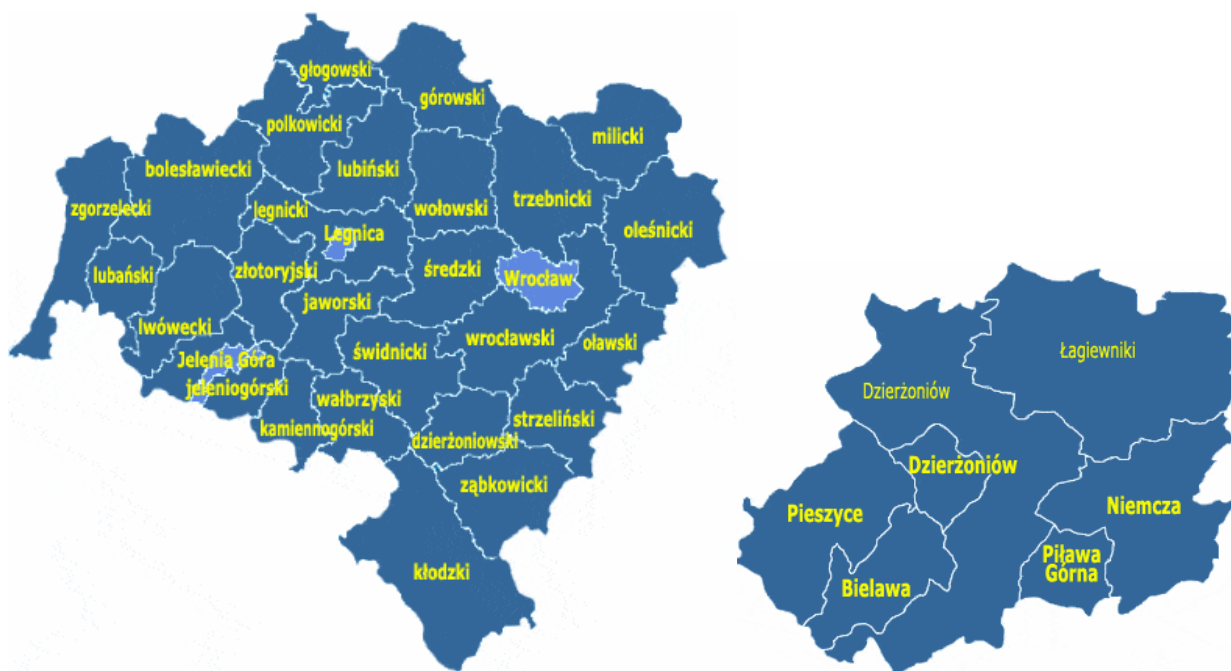 głogowski
górowski
polkowicki
milicki
bolesławiecki
lubiński
zgorzelecki
legnicki
wołowski
trzebnicki
oleśnicki
Legnica
lubański
złotoryjski
średzki
Wrocław
jaworski
lwówecki
wrocławski
oławski
Jelenia Góra
świdnicki
jeleniogórski
wałbrzyski
strzeliński
kamiennogórski
dzierżoniowski
ząbkowicki
kłodzki
Łagiewniki
Dzierżoniów
Dzierżoniów
Pieszyce
Niemcza
Piława
Górna
Bielawa